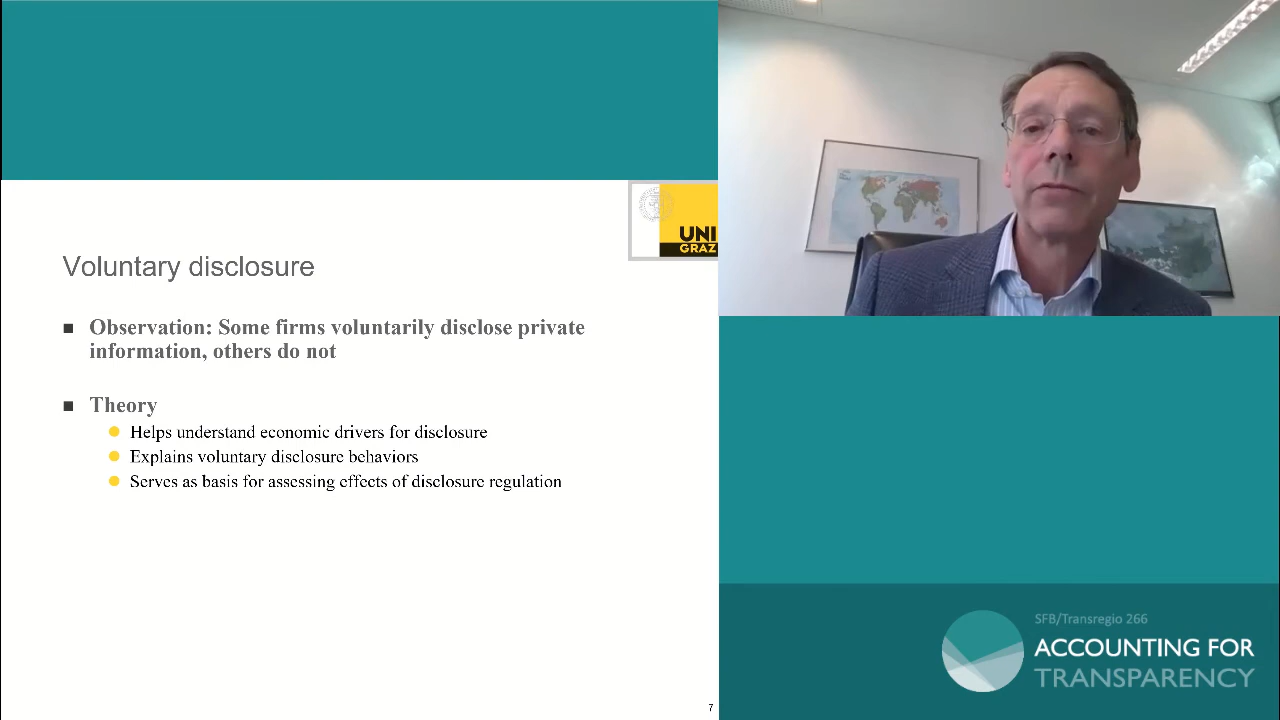 UNI
GRAZ
Voluntary disclosure
Observation: Some firms voluntarily disclose private
information, others do not
Theory
Helps understand economic drivers for disclosure
Explains voluntary disclosure behaviors
Serves as basis for assessing effects of disclosure regulation
7
SFB/Transregio 266
ACCOUNTING FOR
TRANSPARENCY